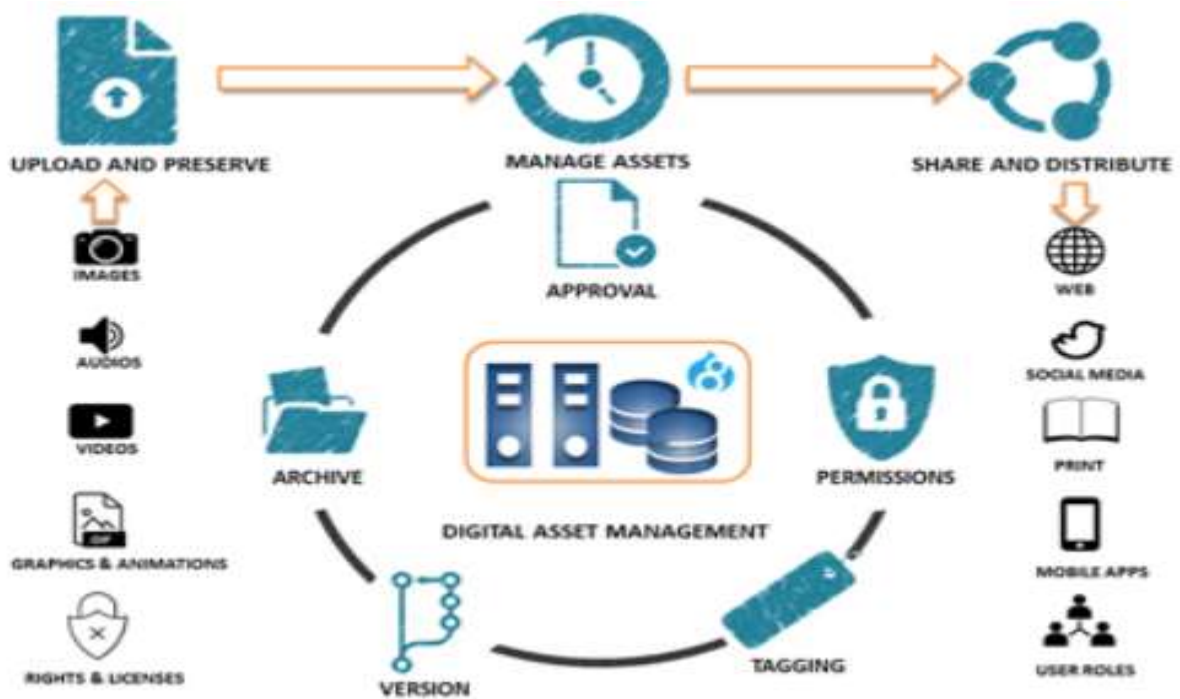 UPLOAD AND PRESERVE
MANAGE ASSETS
SHARE AND DISTRIBUTE
IMAGES
AUDIOS
VIDEOS
GIF
GRAPHICS & ANIMATIONS
RIGHTS & LICENSES
APPROVAL
ARCHIVE
PERMISSIONS
DIGITAL ASSET MANAGEMENT
VERSION
TAGGING
WEB
SOCIAL MEDIA
PRINT
MOBILE APPS
USER ROLES